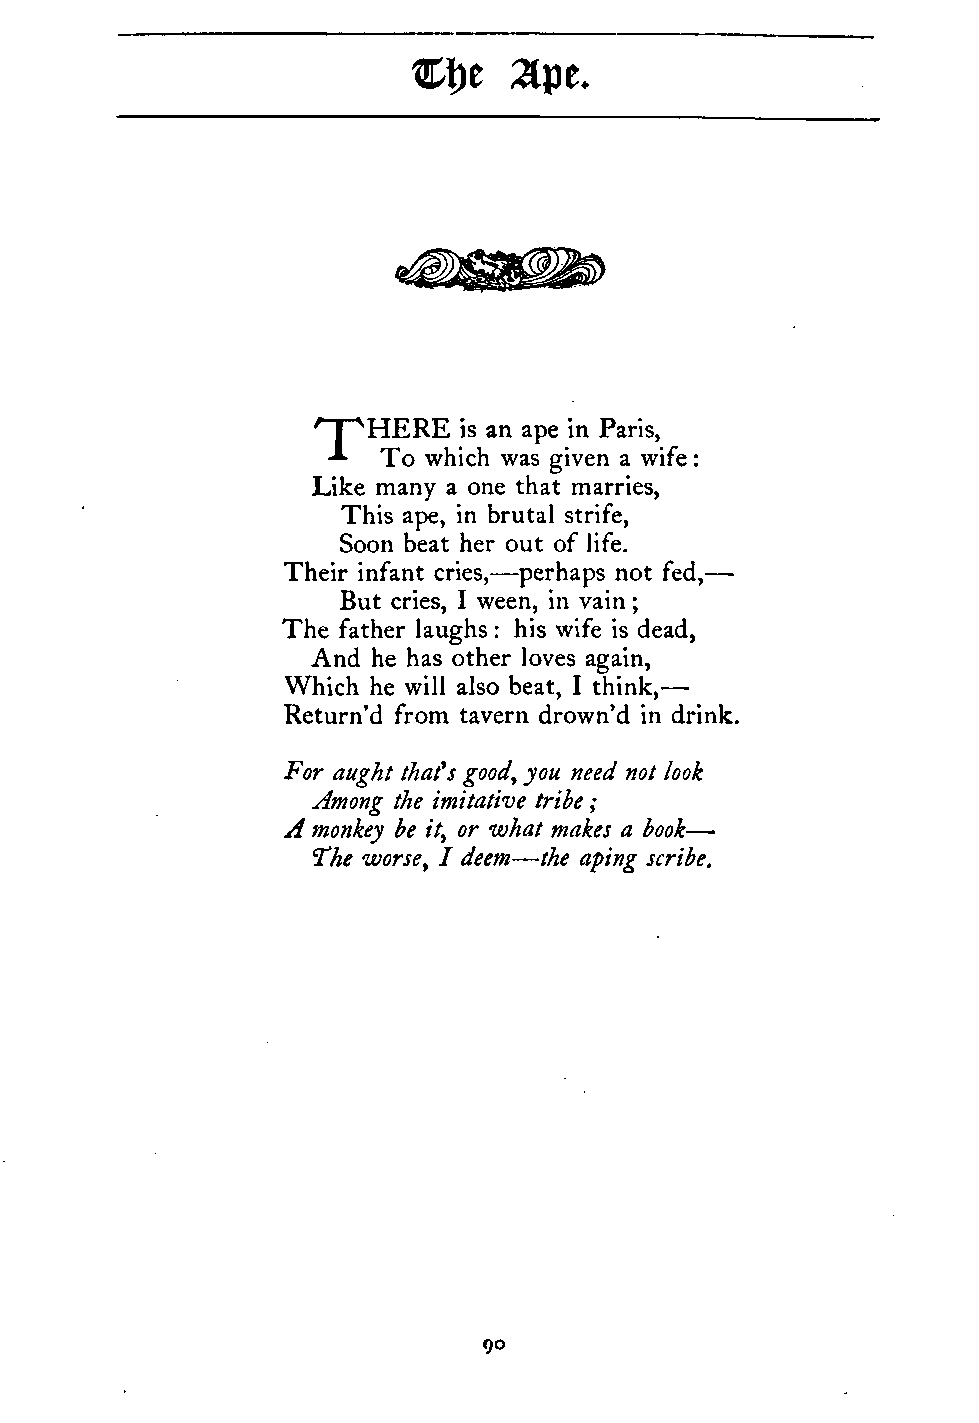 The Ape.
THERE is an ape in Paris,
To which was given a wife :
Like many a one that marries,
This ape, in brutal strife,
Soon beat her out of life.
Their infant cries,—perhaps not fed,—
But cries, I ween, in vain ;
The father laughs : his wife is dead,
And he has other loves again,
Which he will also beat, I think,—
Return'd from tavern drown'd in drink.
For aught that's good, you need not look
Among the imitative tribe ;
A monkey be it, or what makes a book—
The worse, I deem—the aping scribe.
90